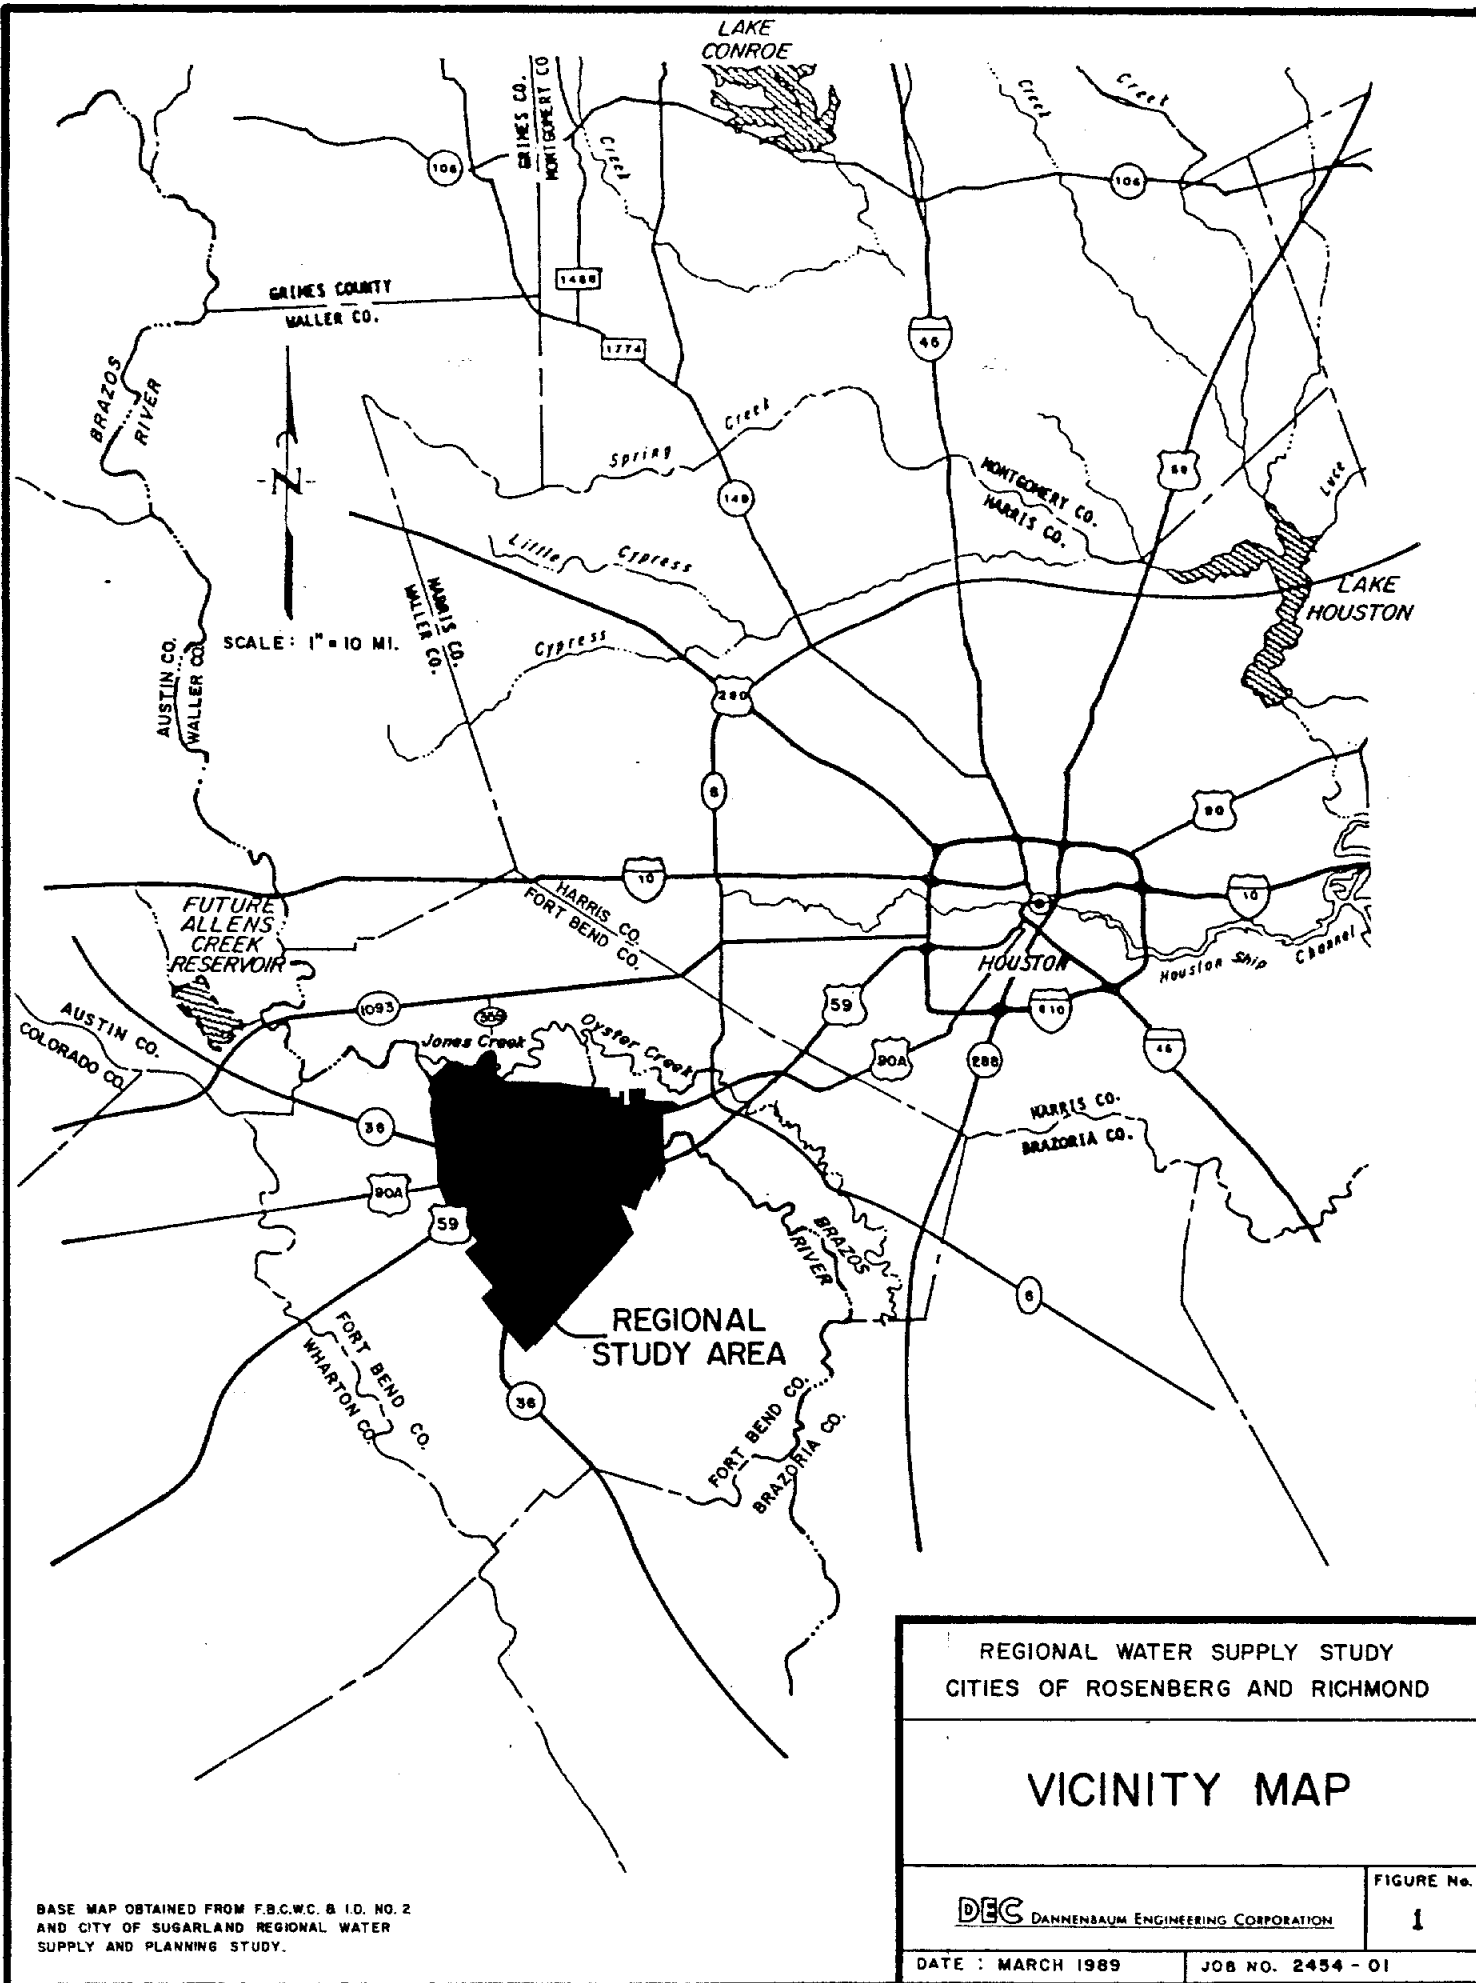 LAKE
CONROE
GRIMES CO.
MONTGOMERY CO
Creek
Creek
Creek
106
106
1488
GRIMES COUNTY
WALLER CO.
1774
45
BRAZOS
RIVER
N
Spring
Creek
149
MONTGOMERY CO.
HARRIS CO.
59
Luce
Little
Cypress
LAKE
HOUSTON
HARRIS CO.
WALLER CO.
SCALE: 1" = 10 MI.
AUSTIN CO.
WALLER CO.
Cypress
290
6
90
10
HARRIS CO.
FORT BEND CO.
10
FUTURE
ALLENS
CREEK
RESERVOIR
HOUSTON
Houston Ship Channel
AUSTIN CO.
COLORADO CO.
1093
359
Jones Creek
Oyster Creek
59
610
90A
288
45
36
HARRIS CO.
BRAZORIA CO.
90A
59
BRAZOS
RIVER
6
REGIONAL
STUDY AREA
FORT BEND CO.
WHARTON CO.
36
FORT BEND CO.
BRAZORIA CO.
REGIONAL WATER SUPPLY STUDY
CITIES OF ROSENBERG AND RICHMOND
VICINITY MAP
DEC DANNENBAUM ENGINEERING CORPORATION
FIGURE No.
1
DATE : MARCH 1989
JOB NO. 2454 - 01
BASE MAP OBTAINED FROM F.B.C.W.C. & I.D. NO. 2
AND CITY OF SUGARLAND REGIONAL WATER
SUPPLY AND PLANNING STUDY.